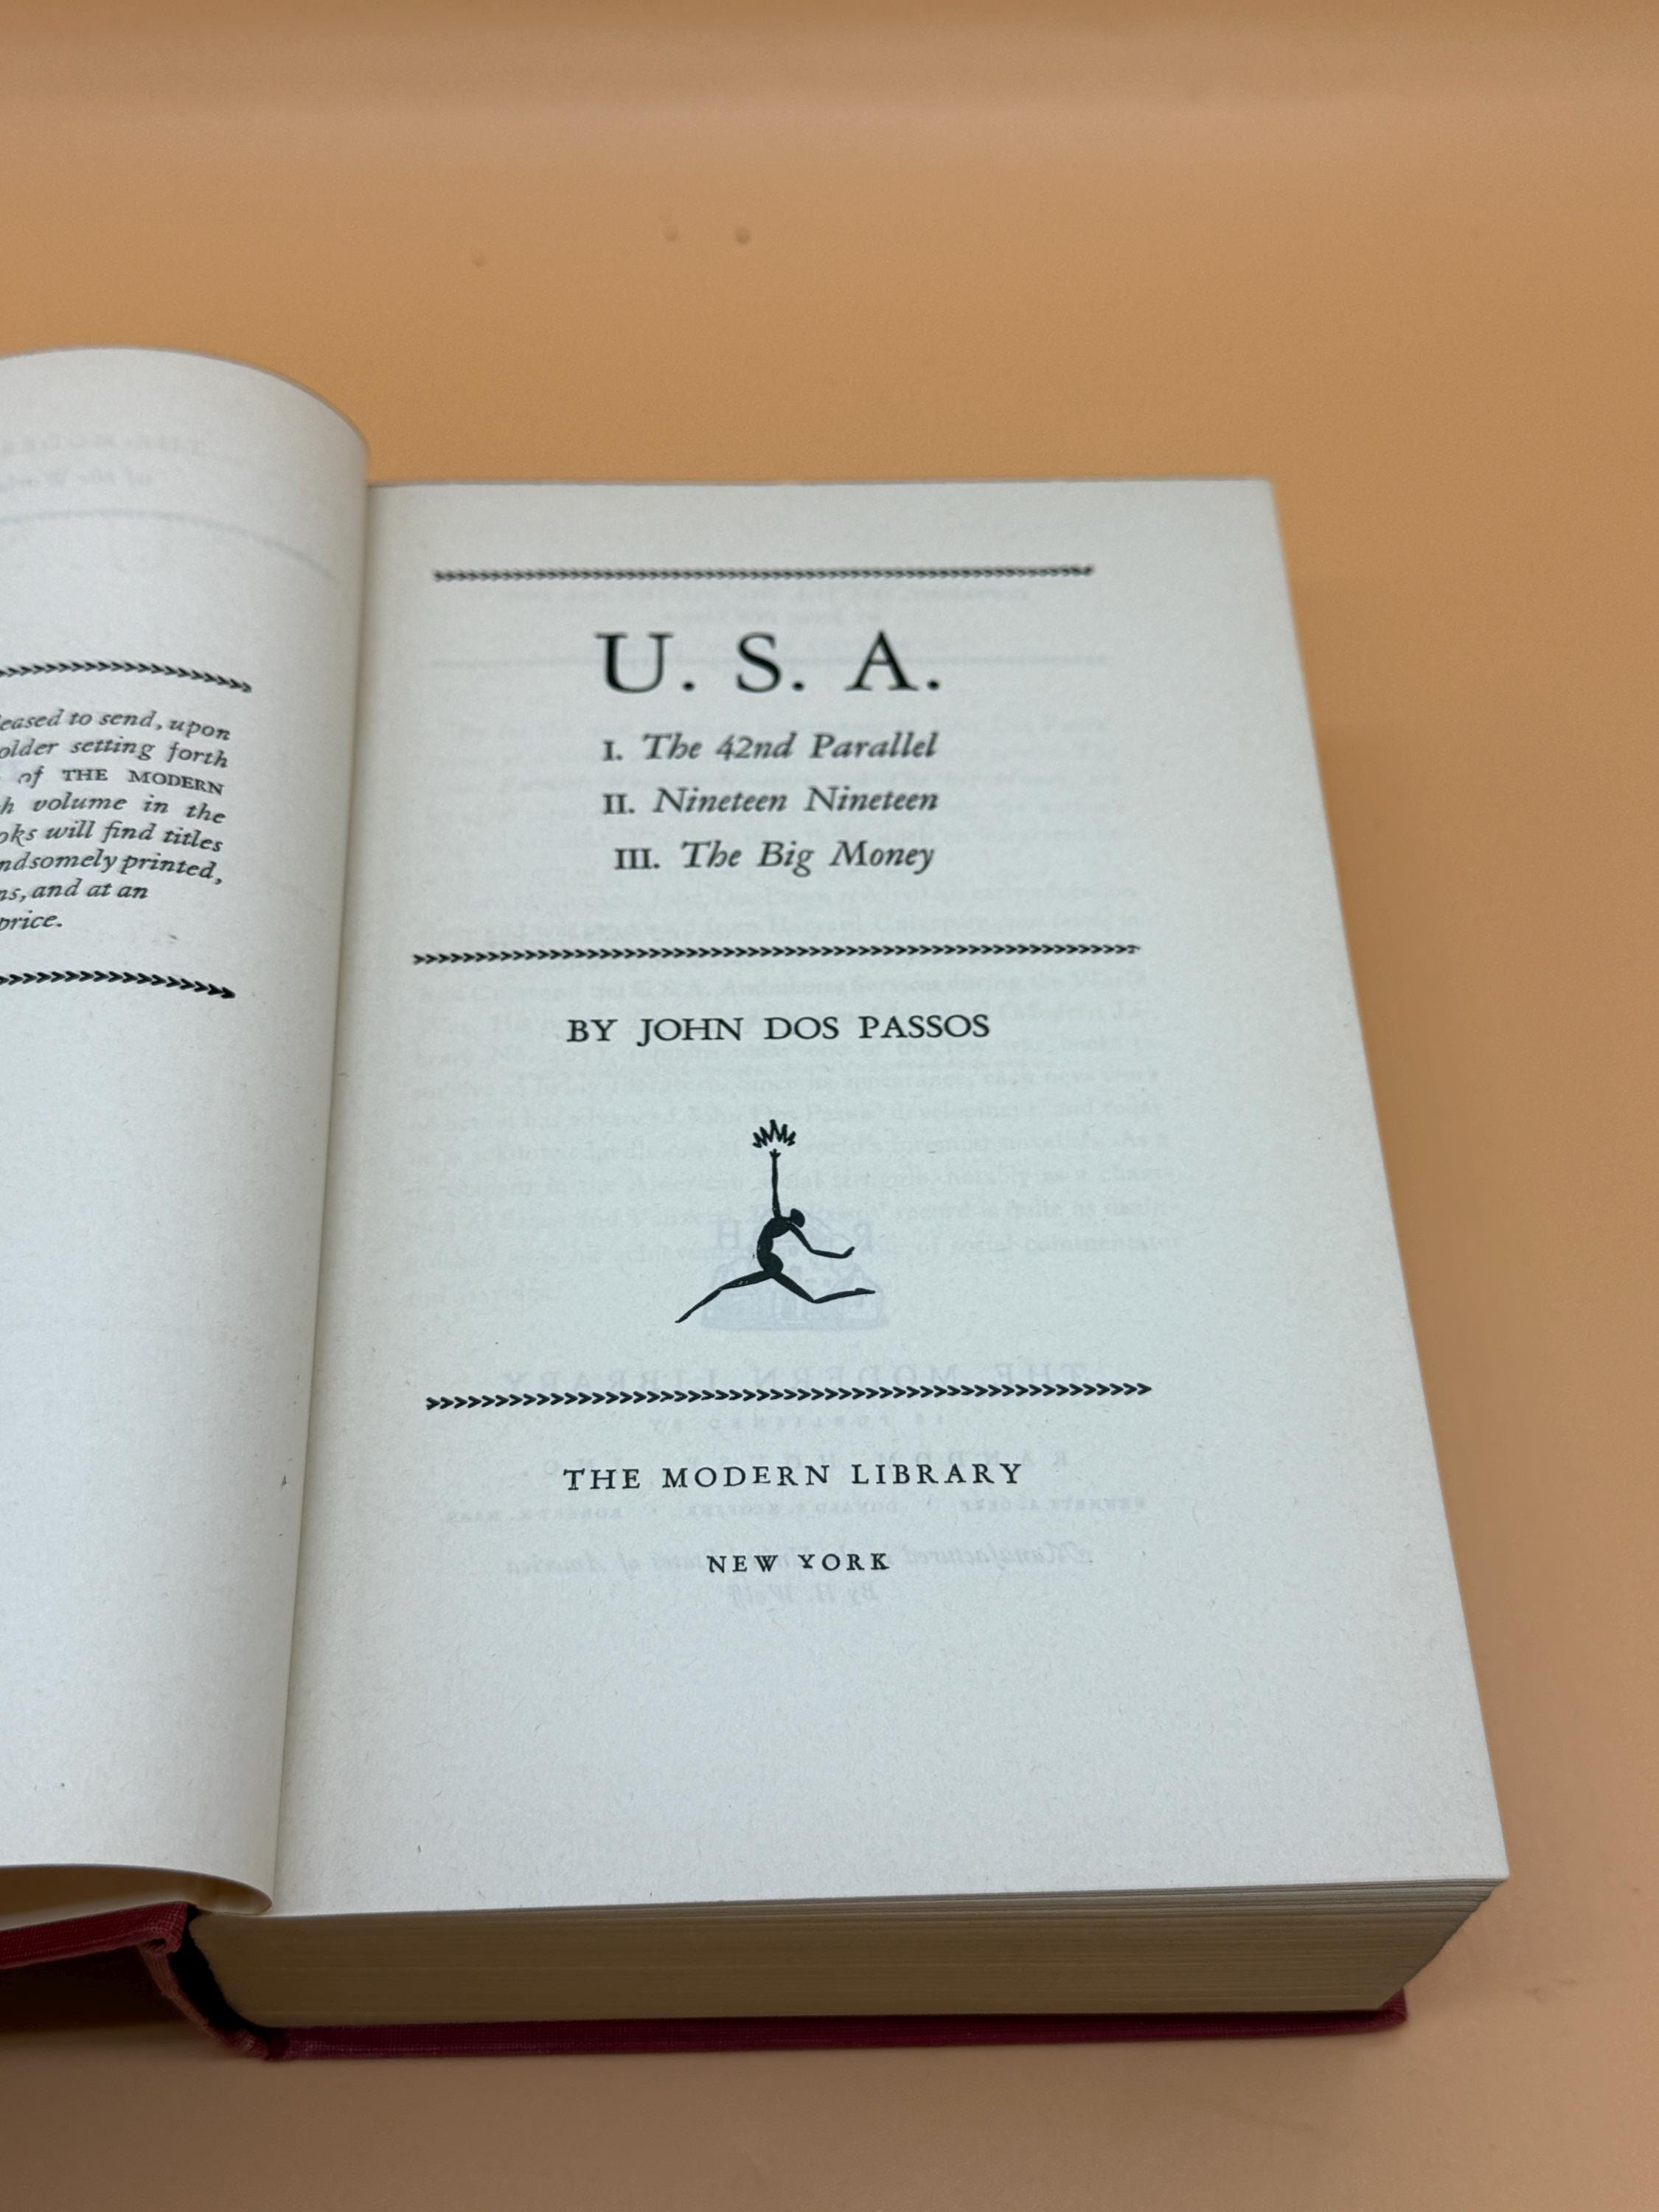 eased to send, upon
older setting forth
of THE MODERN
h volume in the
oks will find titles
ndsomely printed,
ns, and at an
price.
U. S. A.
I. The 42nd Parallel
II. Nineteen Nineteen
III. The Big Money
BY JOHN DOS PASSOS
THE MODERN LIBRARY
NEW YORK